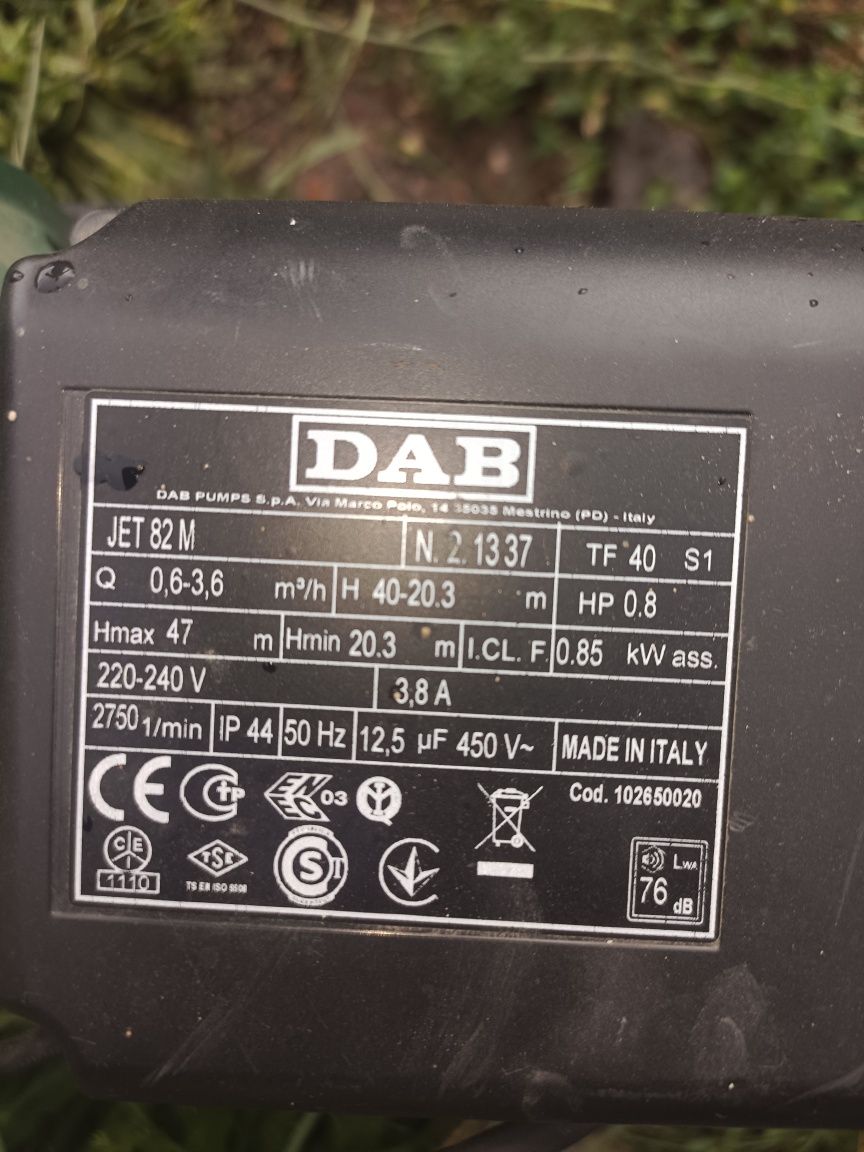 DAB
DAB PUMPS S.p.A. Via Marco Polo, 14 35035 Mestrino (PD) - Italy
JET 82 M N. 2.1337 TF 40 S1
Q 0,6-3,6 m³/h H 40-20.3 m HP 0.8
Hmax 47 m Hmin 20.3 m I.CL. F 0.85 kW ass.
220-240 V 3,8 A
2750 1/min IP 44 50 Hz 12,5 µF 450 V~ MADE IN ITALY
Cod. 102650020
CE 03
CEI
1110
TSE
TS EN ISO 9906
S I
LWA
76 dB